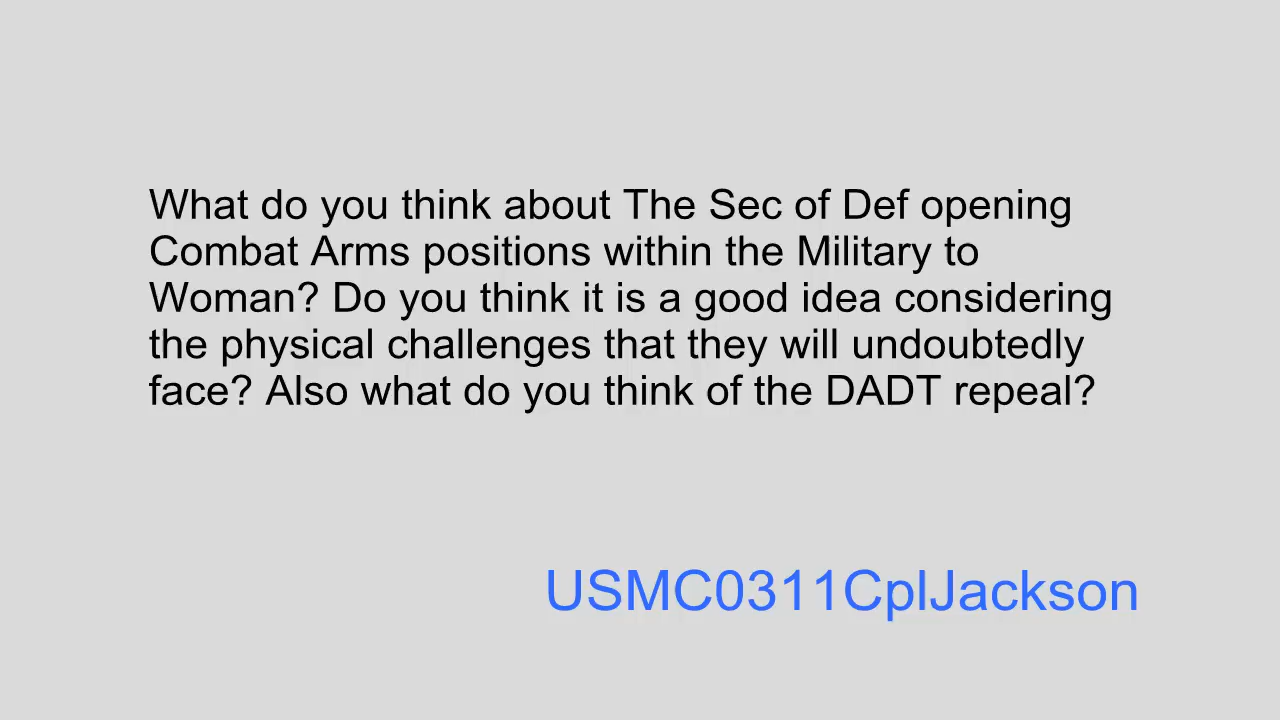 What do you think about The Sec of Def opening
Combat Arms positions within the Military to
Woman? Do you think it is a good idea considering
the physical challenges that they will undoubtedly
face? Also what do you think of the DADT repeal?
USMC0311CplJackson